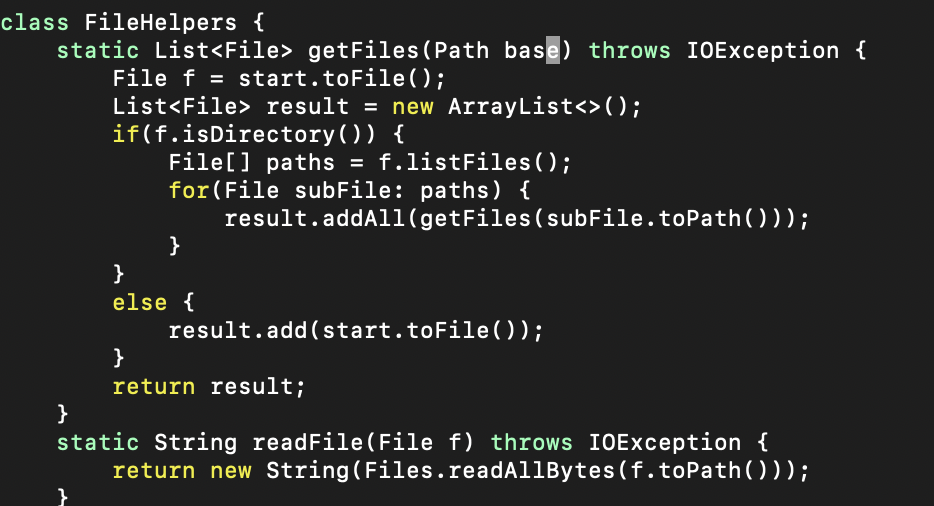 class FileHelpers {
    static List<File> getFiles(Path base) throws IOException {
        File f = start.toFile();
        List<File> result = new ArrayList<>();
        if(f.isDirectory()) {
            File[] paths = f.listFiles();
            for(File subFile: paths) {
                result.addAll(getFiles(subFile.toPath()));
            }
        }
        else {
            result.add(start.toFile());
        }
        return result;
    }
    static String readFile(File f) throws IOException {
        return new String(Files.readAllBytes(f.toPath()));
    }